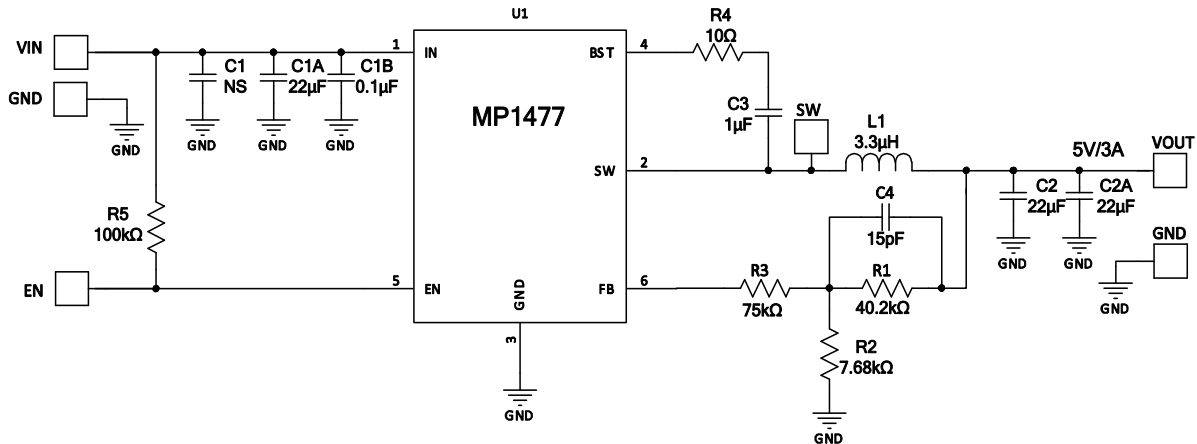 U1
VIN
GND
GND
C1
NS
GND
C1A
22µF
GND
C1B
0.1µF
GND
1
IN
MP1477
BST
4
R4
10Ω
C3
1µF
SW
SW
2
L1
3.3µH
5V/3A
VOUT
C2
22µF
GND
C2A
22µF
GND
GND
GND
R5
100kΩ
EN
5
EN
GND
3
GND
FB
6
R3
75kΩ
C4
15pF
R1
40.2kΩ
R2
7.68kΩ
GND